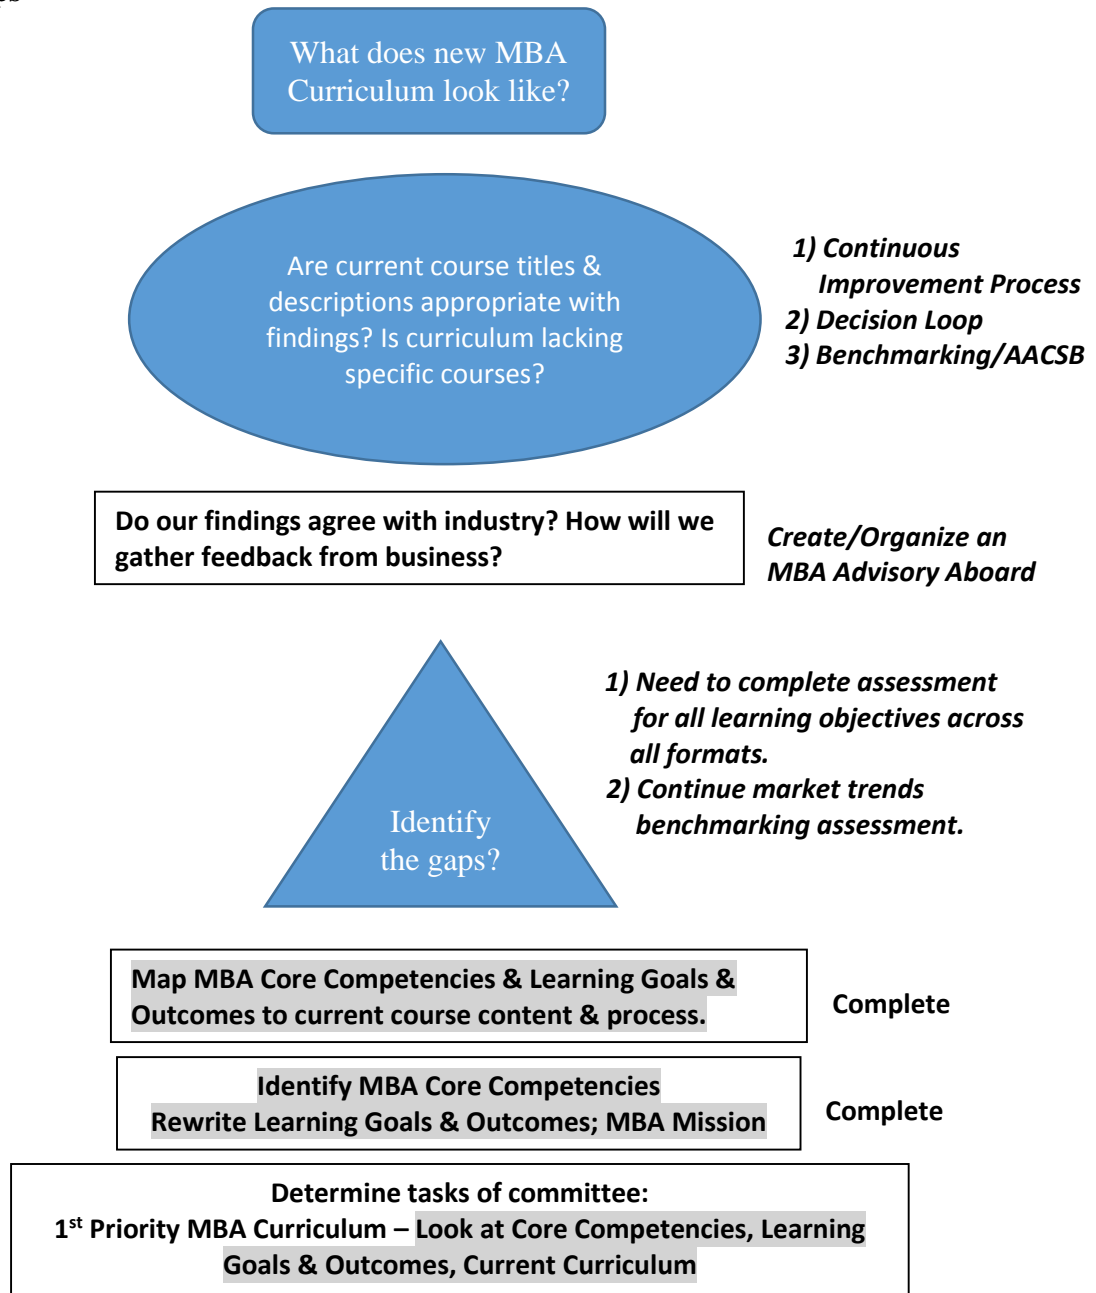 What does new MBA
Curriculum look like?
Are current course titles &
descriptions appropriate with
findings? Is curriculum lacking
specific courses?
1) Continuous
Improvement Process
2) Decision Loop
3) Benchmarking/AACSB
Do our findings agree with industry? How will we
gather feedback from business?
Create/Organize an
MBA Advisory Aboard
1) Need to complete assessment
for all learning objectives across
all formats.
2) Continue market trends
benchmarking assessment.
Identify
the gaps?
Map MBA Core Competencies & Learning Goals &
Outcomes to current course content & process.
Complete
Identify MBA Core Competencies
Rewrite Learning Goals & Outcomes; MBA Mission
Complete
Determine tasks of committee:
1st Priority MBA Curriculum – Look at Core Competencies, Learning
Goals & Outcomes, Current Curriculum